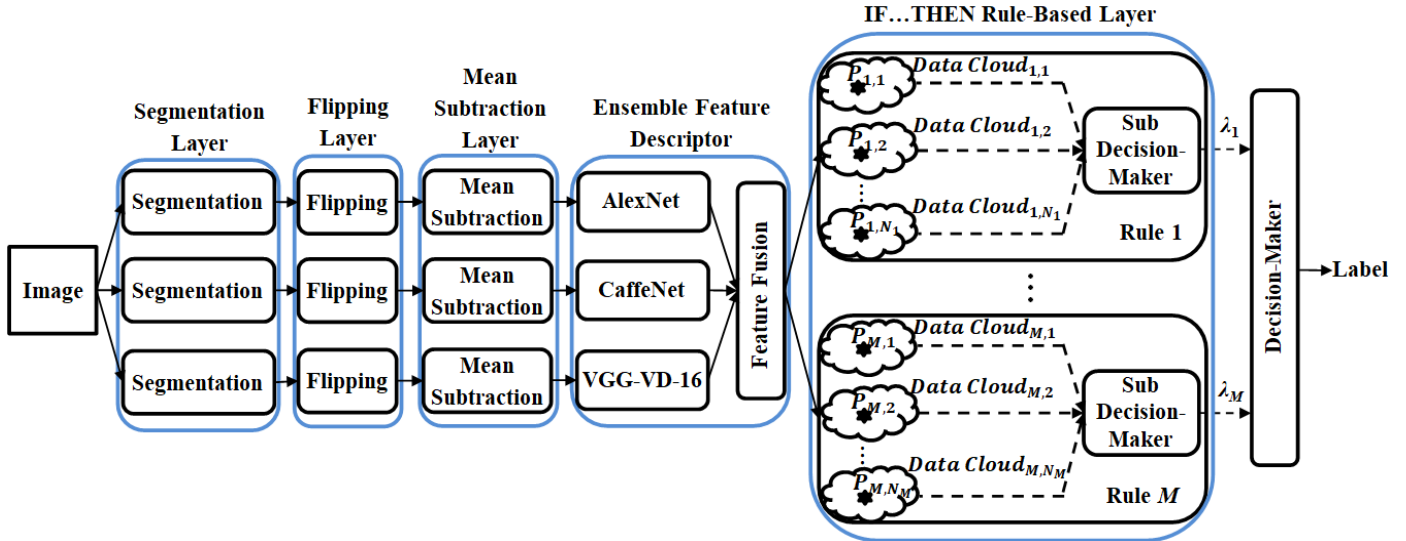 IF…THEN Rule-Based Layer
Segmentation
Layer
Flipping
Layer
Mean
Subtraction
Layer
Ensemble Feature
Descriptor
Image
Segmentation
Flipping
Mean
Subtraction
AlexNet
Segmentation
Flipping
Mean
Subtraction
CaffeNet
Segmentation
Flipping
Mean
Subtraction
VGG-VD-16
Feature Fusion
P1,1
Data Cloud1,1
P1,2
Data Cloud1,2
⋮
P1,N1
Data Cloud1,N1
Sub
Decision-
Maker
Rule 1
λ1
⋮
PM,1
Data CloudM,1
PM,2
Data CloudM,2
⋮
PM,NM
Data CloudM,NM
Sub
Decision-
Maker
Rule M
λM
Decision-Maker
Label